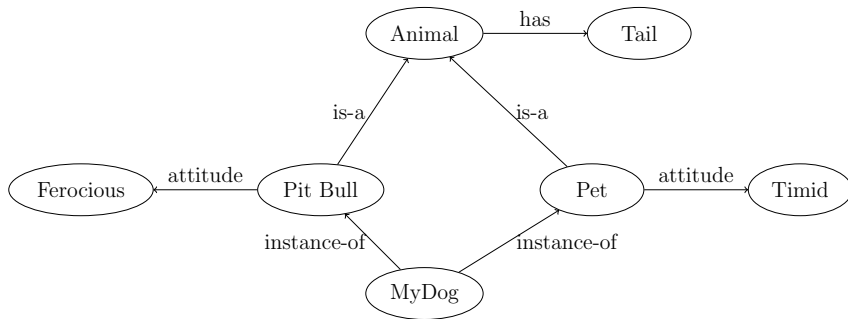 Animal
has
Tail
is-a
is-a
Ferocious
attitude
Pit Bull
Pet
attitude
Timid
instance-of
instance-of
MyDog